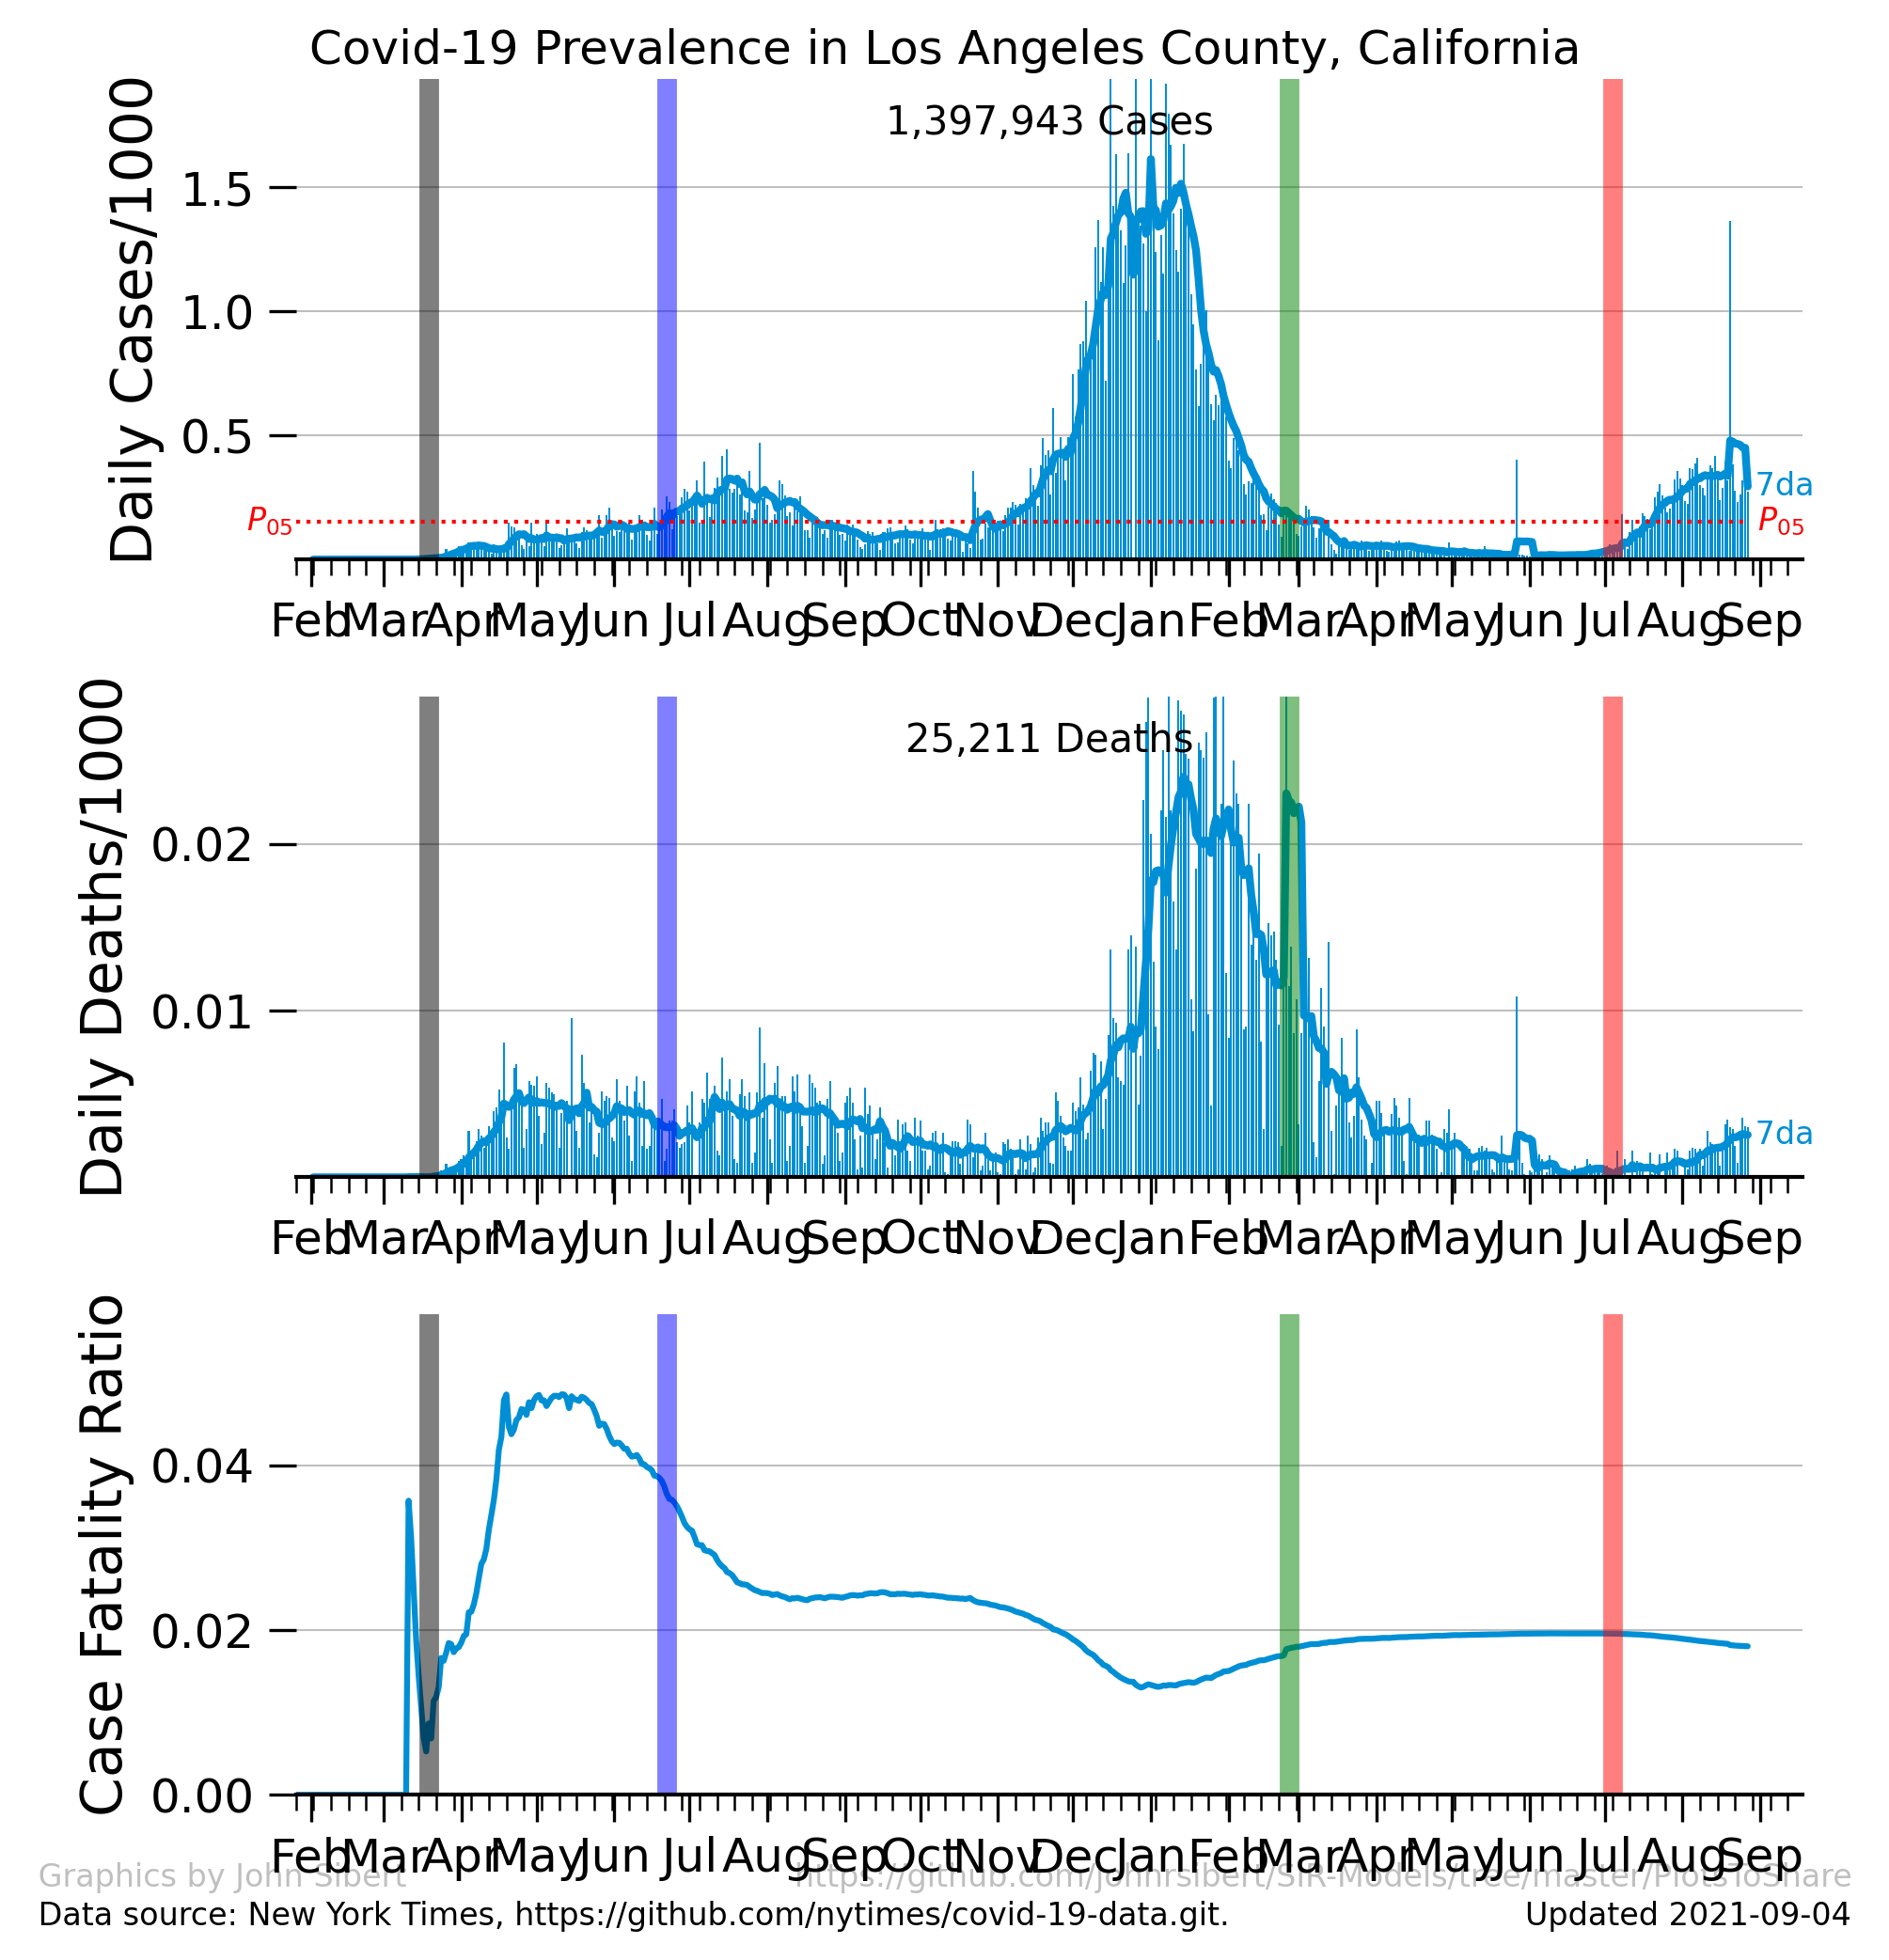 Covid-19 Prevalence in Los Angeles County, California
1,397,943 Cases
Daily Cases/1000
1.5
1.0
0.5
P05
7da
P05
Feb Mar Apr May Jun Jul Aug Sep Oct Nov Dec Jan Feb Mar Apr May Jun Jul Aug Sep
25,211 Deaths
Daily Deaths/1000
0.02
0.01
7da
Feb Mar Apr May Jun Jul Aug Sep Oct Nov Dec Jan Feb Mar Apr May Jun Jul Aug Sep
Case Fatality Ratio
0.04
0.02
0.00
Feb Mar Apr May Jun Jul Aug Sep Oct Nov Dec Jan Feb Mar Apr May Jun Jul Aug Sep
Graphics by John Sibert https://github.com/johnrsibert/SIR-Models/tree/master/PlotsToShare
Data source: New York Times, https://github.com/nytimes/covid-19-data.git. Updated 2021-09-04